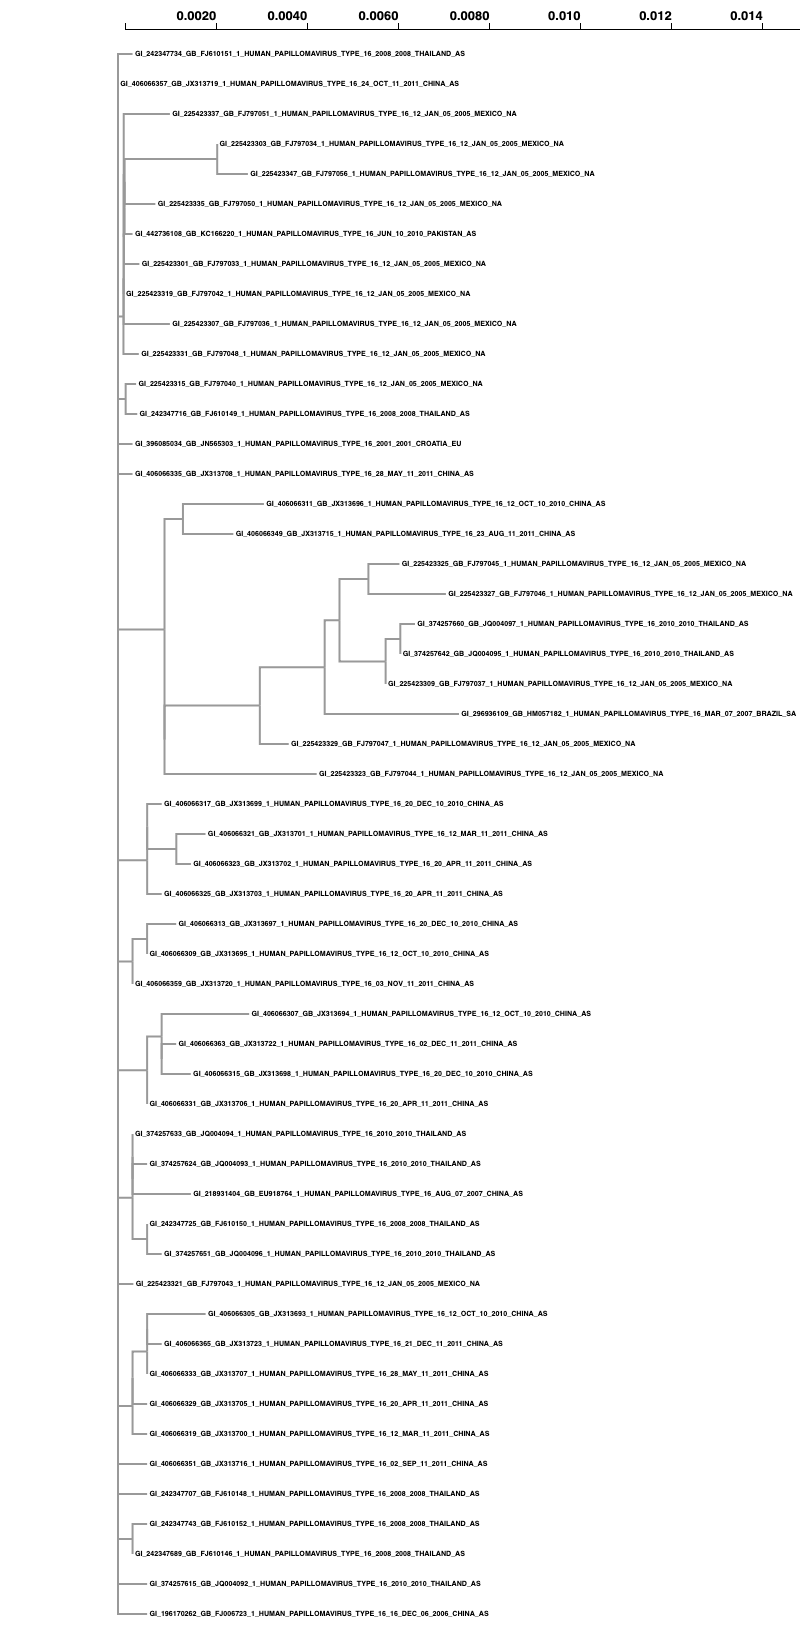 0.0020 0.0040 0.0060 0.0080 0.010 0.012 0.014
GI_242347734_GB_FJ610151_1_HUMAN_PAPILLOMAVIRUS_TYPE_16_2008_2008_THAILAND_AS
GI_406066357_GB_JX313719_1_HUMAN_PAPILLOMAVIRUS_TYPE_16_24_OCT_11_2011_CHINA_AS
GI_225423337_GB_FJ797051_1_HUMAN_PAPILLOMAVIRUS_TYPE_16_12_JAN_05_2005_MEXICO_NA
GI_225423303_GB_FJ797034_1_HUMAN_PAPILLOMAVIRUS_TYPE_16_12_JAN_05_2005_MEXICO_NA
GI_225423347_GB_FJ797056_1_HUMAN_PAPILLOMAVIRUS_TYPE_16_12_JAN_05_2005_MEXICO_NA
GI_225423335_GB_FJ797050_1_HUMAN_PAPILLOMAVIRUS_TYPE_16_12_JAN_05_2005_MEXICO_NA
GI_442736108_GB_KC166220_1_HUMAN_PAPILLOMAVIRUS_TYPE_16_JUN_10_2010_PAKISTAN_AS
GI_225423301_GB_FJ797033_1_HUMAN_PAPILLOMAVIRUS_TYPE_16_12_JAN_05_2005_MEXICO_NA
GI_225423319_GB_FJ797042_1_HUMAN_PAPILLOMAVIRUS_TYPE_16_12_JAN_05_2005_MEXICO_NA
GI_225423307_GB_FJ797036_1_HUMAN_PAPILLOMAVIRUS_TYPE_16_12_JAN_05_2005_MEXICO_NA
GI_225423331_GB_FJ797048_1_HUMAN_PAPILLOMAVIRUS_TYPE_16_12_JAN_05_2005_MEXICO_NA
GI_225423315_GB_FJ797040_1_HUMAN_PAPILLOMAVIRUS_TYPE_16_12_JAN_05_2005_MEXICO_NA
GI_242347716_GB_FJ610149_1_HUMAN_PAPILLOMAVIRUS_TYPE_16_2008_2008_THAILAND_AS
GI_396085034_GB_JN565303_1_HUMAN_PAPILLOMAVIRUS_TYPE_16_2001_2001_CROATIA_EU
GI_406066335_GB_JX313708_1_HUMAN_PAPILLOMAVIRUS_TYPE_16_28_MAY_11_2011_CHINA_AS
GI_406066311_GB_JX313696_1_HUMAN_PAPILLOMAVIRUS_TYPE_16_12_OCT_10_2010_CHINA_AS
GI_406066349_GB_JX313715_1_HUMAN_PAPILLOMAVIRUS_TYPE_16_23_AUG_11_2011_CHINA_AS
GI_225423325_GB_FJ797045_1_HUMAN_PAPILLOMAVIRUS_TYPE_16_12_JAN_05_2005_MEXICO_NA
GI_225423327_GB_FJ797046_1_HUMAN_PAPILLOMAVIRUS_TYPE_16_12_JAN_05_2005_MEXICO_NA
GI_374257660_GB_JQ004097_1_HUMAN_PAPILLOMAVIRUS_TYPE_16_2010_2010_THAILAND_AS
GI_374257642_GB_JQ004095_1_HUMAN_PAPILLOMAVIRUS_TYPE_16_2010_2010_THAILAND_AS
GI_225423309_GB_FJ797037_1_HUMAN_PAPILLOMAVIRUS_TYPE_16_12_JAN_05_2005_MEXICO_NA
GI_296936109_GB_HM057182_1_HUMAN_PAPILLOMAVIRUS_TYPE_16_MAR_07_2007_BRAZIL_SA
GI_225423329_GB_FJ797047_1_HUMAN_PAPILLOMAVIRUS_TYPE_16_12_JAN_05_2005_MEXICO_NA
GI_225423323_GB_FJ797044_1_HUMAN_PAPILLOMAVIRUS_TYPE_16_12_JAN_05_2005_MEXICO_NA
GI_406066317_GB_JX313699_1_HUMAN_PAPILLOMAVIRUS_TYPE_16_20_DEC_10_2010_CHINA_AS
GI_406066321_GB_JX313701_1_HUMAN_PAPILLOMAVIRUS_TYPE_16_12_MAR_11_2011_CHINA_AS
GI_406066323_GB_JX313702_1_HUMAN_PAPILLOMAVIRUS_TYPE_16_20_APR_11_2011_CHINA_AS
GI_406066325_GB_JX313703_1_HUMAN_PAPILLOMAVIRUS_TYPE_16_20_APR_11_2011_CHINA_AS
GI_406066313_GB_JX313697_1_HUMAN_PAPILLOMAVIRUS_TYPE_16_20_DEC_10_2010_CHINA_AS
GI_406066309_GB_JX313695_1_HUMAN_PAPILLOMAVIRUS_TYPE_16_12_OCT_10_2010_CHINA_AS
GI_406066359_GB_JX313720_1_HUMAN_PAPILLOMAVIRUS_TYPE_16_03_NOV_11_2011_CHINA_AS
GI_406066307_GB_JX313694_1_HUMAN_PAPILLOMAVIRUS_TYPE_16_12_OCT_10_2010_CHINA_AS
GI_406066363_GB_JX313722_1_HUMAN_PAPILLOMAVIRUS_TYPE_16_02_DEC_11_2011_CHINA_AS
GI_406066315_GB_JX313698_1_HUMAN_PAPILLOMAVIRUS_TYPE_16_20_DEC_10_2010_CHINA_AS
GI_406066331_GB_JX313706_1_HUMAN_PAPILLOMAVIRUS_TYPE_16_20_APR_11_2011_CHINA_AS
GI_374257633_GB_JQ004094_1_HUMAN_PAPILLOMAVIRUS_TYPE_16_2010_2010_THAILAND_AS
GI_374257624_GB_JQ004093_1_HUMAN_PAPILLOMAVIRUS_TYPE_16_2010_2010_THAILAND_AS
GI_218931404_GB_EU918764_1_HUMAN_PAPILLOMAVIRUS_TYPE_16_AUG_07_2007_CHINA_AS
GI_242347725_GB_FJ610150_1_HUMAN_PAPILLOMAVIRUS_TYPE_16_2008_2008_THAILAND_AS
GI_374257651_GB_JQ004096_1_HUMAN_PAPILLOMAVIRUS_TYPE_16_2010_2010_THAILAND_AS
GI_225423321_GB_FJ797043_1_HUMAN_PAPILLOMAVIRUS_TYPE_16_12_JAN_05_2005_MEXICO_NA
GI_406066305_GB_JX313693_1_HUMAN_PAPILLOMAVIRUS_TYPE_16_12_OCT_10_2010_CHINA_AS
GI_406066365_GB_JX313723_1_HUMAN_PAPILLOMAVIRUS_TYPE_16_21_DEC_11_2011_CHINA_AS
GI_406066333_GB_JX313707_1_HUMAN_PAPILLOMAVIRUS_TYPE_16_28_MAY_11_2011_CHINA_AS
GI_406066329_GB_JX313705_1_HUMAN_PAPILLOMAVIRUS_TYPE_16_20_APR_11_2011_CHINA_AS
GI_406066319_GB_JX313700_1_HUMAN_PAPILLOMAVIRUS_TYPE_16_12_MAR_11_2011_CHINA_AS
GI_406066351_GB_JX313716_1_HUMAN_PAPILLOMAVIRUS_TYPE_16_02_SEP_11_2011_CHINA_AS
GI_242347707_GB_FJ610148_1_HUMAN_PAPILLOMAVIRUS_TYPE_16_2008_2008_THAILAND_AS
GI_242347743_GB_FJ610152_1_HUMAN_PAPILLOMAVIRUS_TYPE_16_2008_2008_THAILAND_AS
GI_242347689_GB_FJ610146_1_HUMAN_PAPILLOMAVIRUS_TYPE_16_2008_2008_THAILAND_AS
GI_374257615_GB_JQ004092_1_HUMAN_PAPILLOMAVIRUS_TYPE_16_2010_2010_THAILAND_AS
GI_196170262_GB_FJ006723_1_HUMAN_PAPILLOMAVIRUS_TYPE_16_16_DEC_06_2006_CHINA_AS